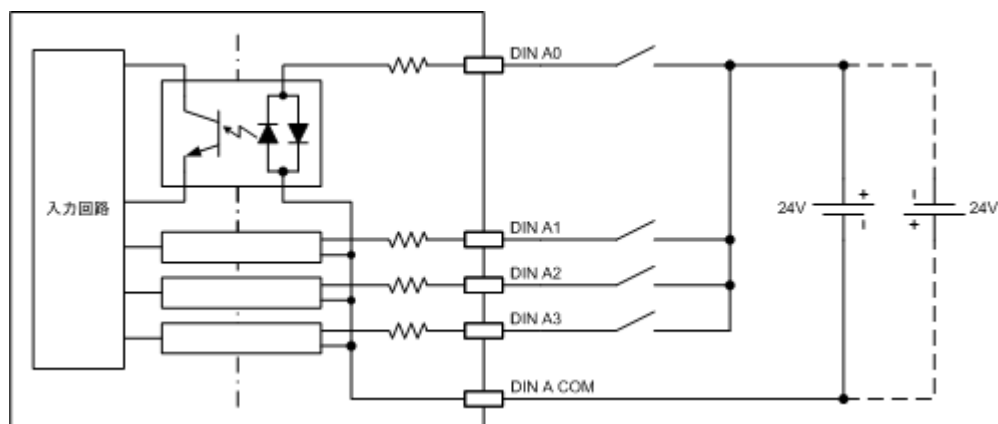 DIN A0
入力回路
24V
+
-
-
+
24V
DIN A1
DIN A2
DIN A3
DIN A COM